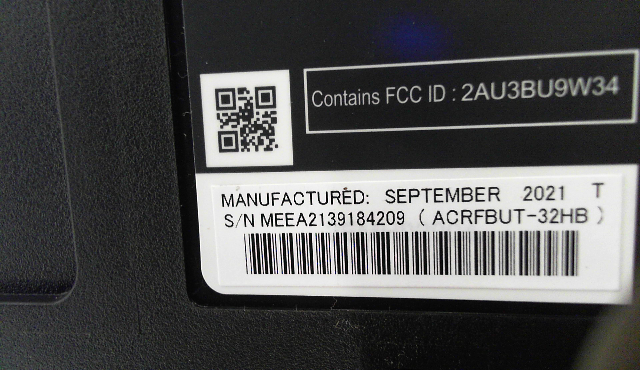 Contains FCC ID : 2AU3BU9W34
MANUFACTURED: SEPTEMBER 2021 T
S/N MEEA2139184209 ( ACRFBUT-32HB )